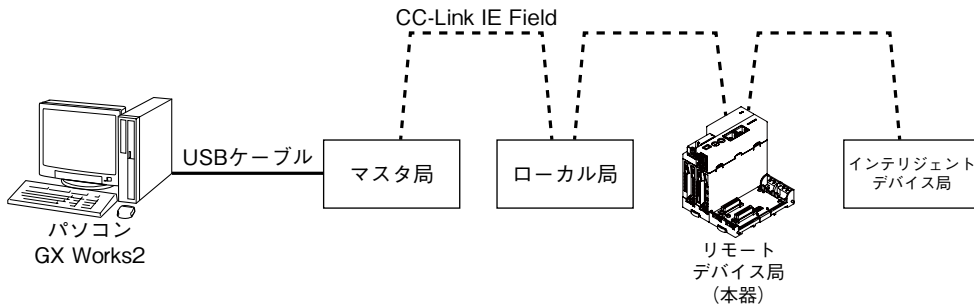 CC-Link IE Field
USBケーブル
マスタ局
ローカル局
インテリジェント
デバイス局
パソコン
GX Works2
リモート
デバイス局
（本器）